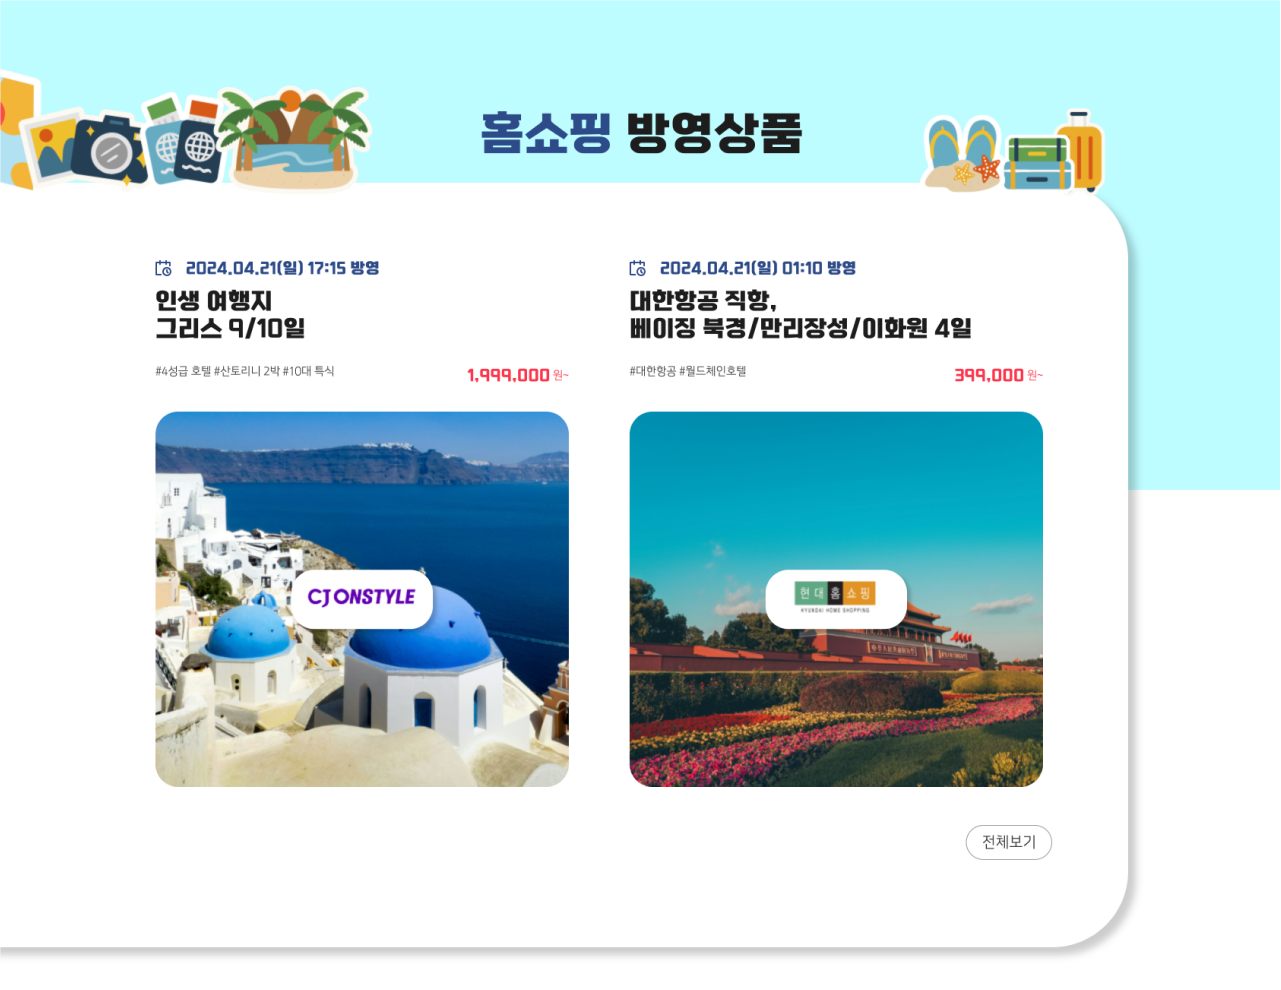 홈쇼핑 방영상품
2024.04.21(일) 17:15 방영
인생 여행지
그리스 9/10일
#4성급 호텔 #산토리니 2박 #10대 특식
1,999,000 원~
CJ ONSTYLE
2024.04.21(일) 01:10 방영
대한항공 직항,
베이징 북경/만리장성/이화원 4일
#대한항공 #월드체인호텔
399,000 원~
현대홈쇼핑
HYUNDAI HOME SHOPPING
전체보기